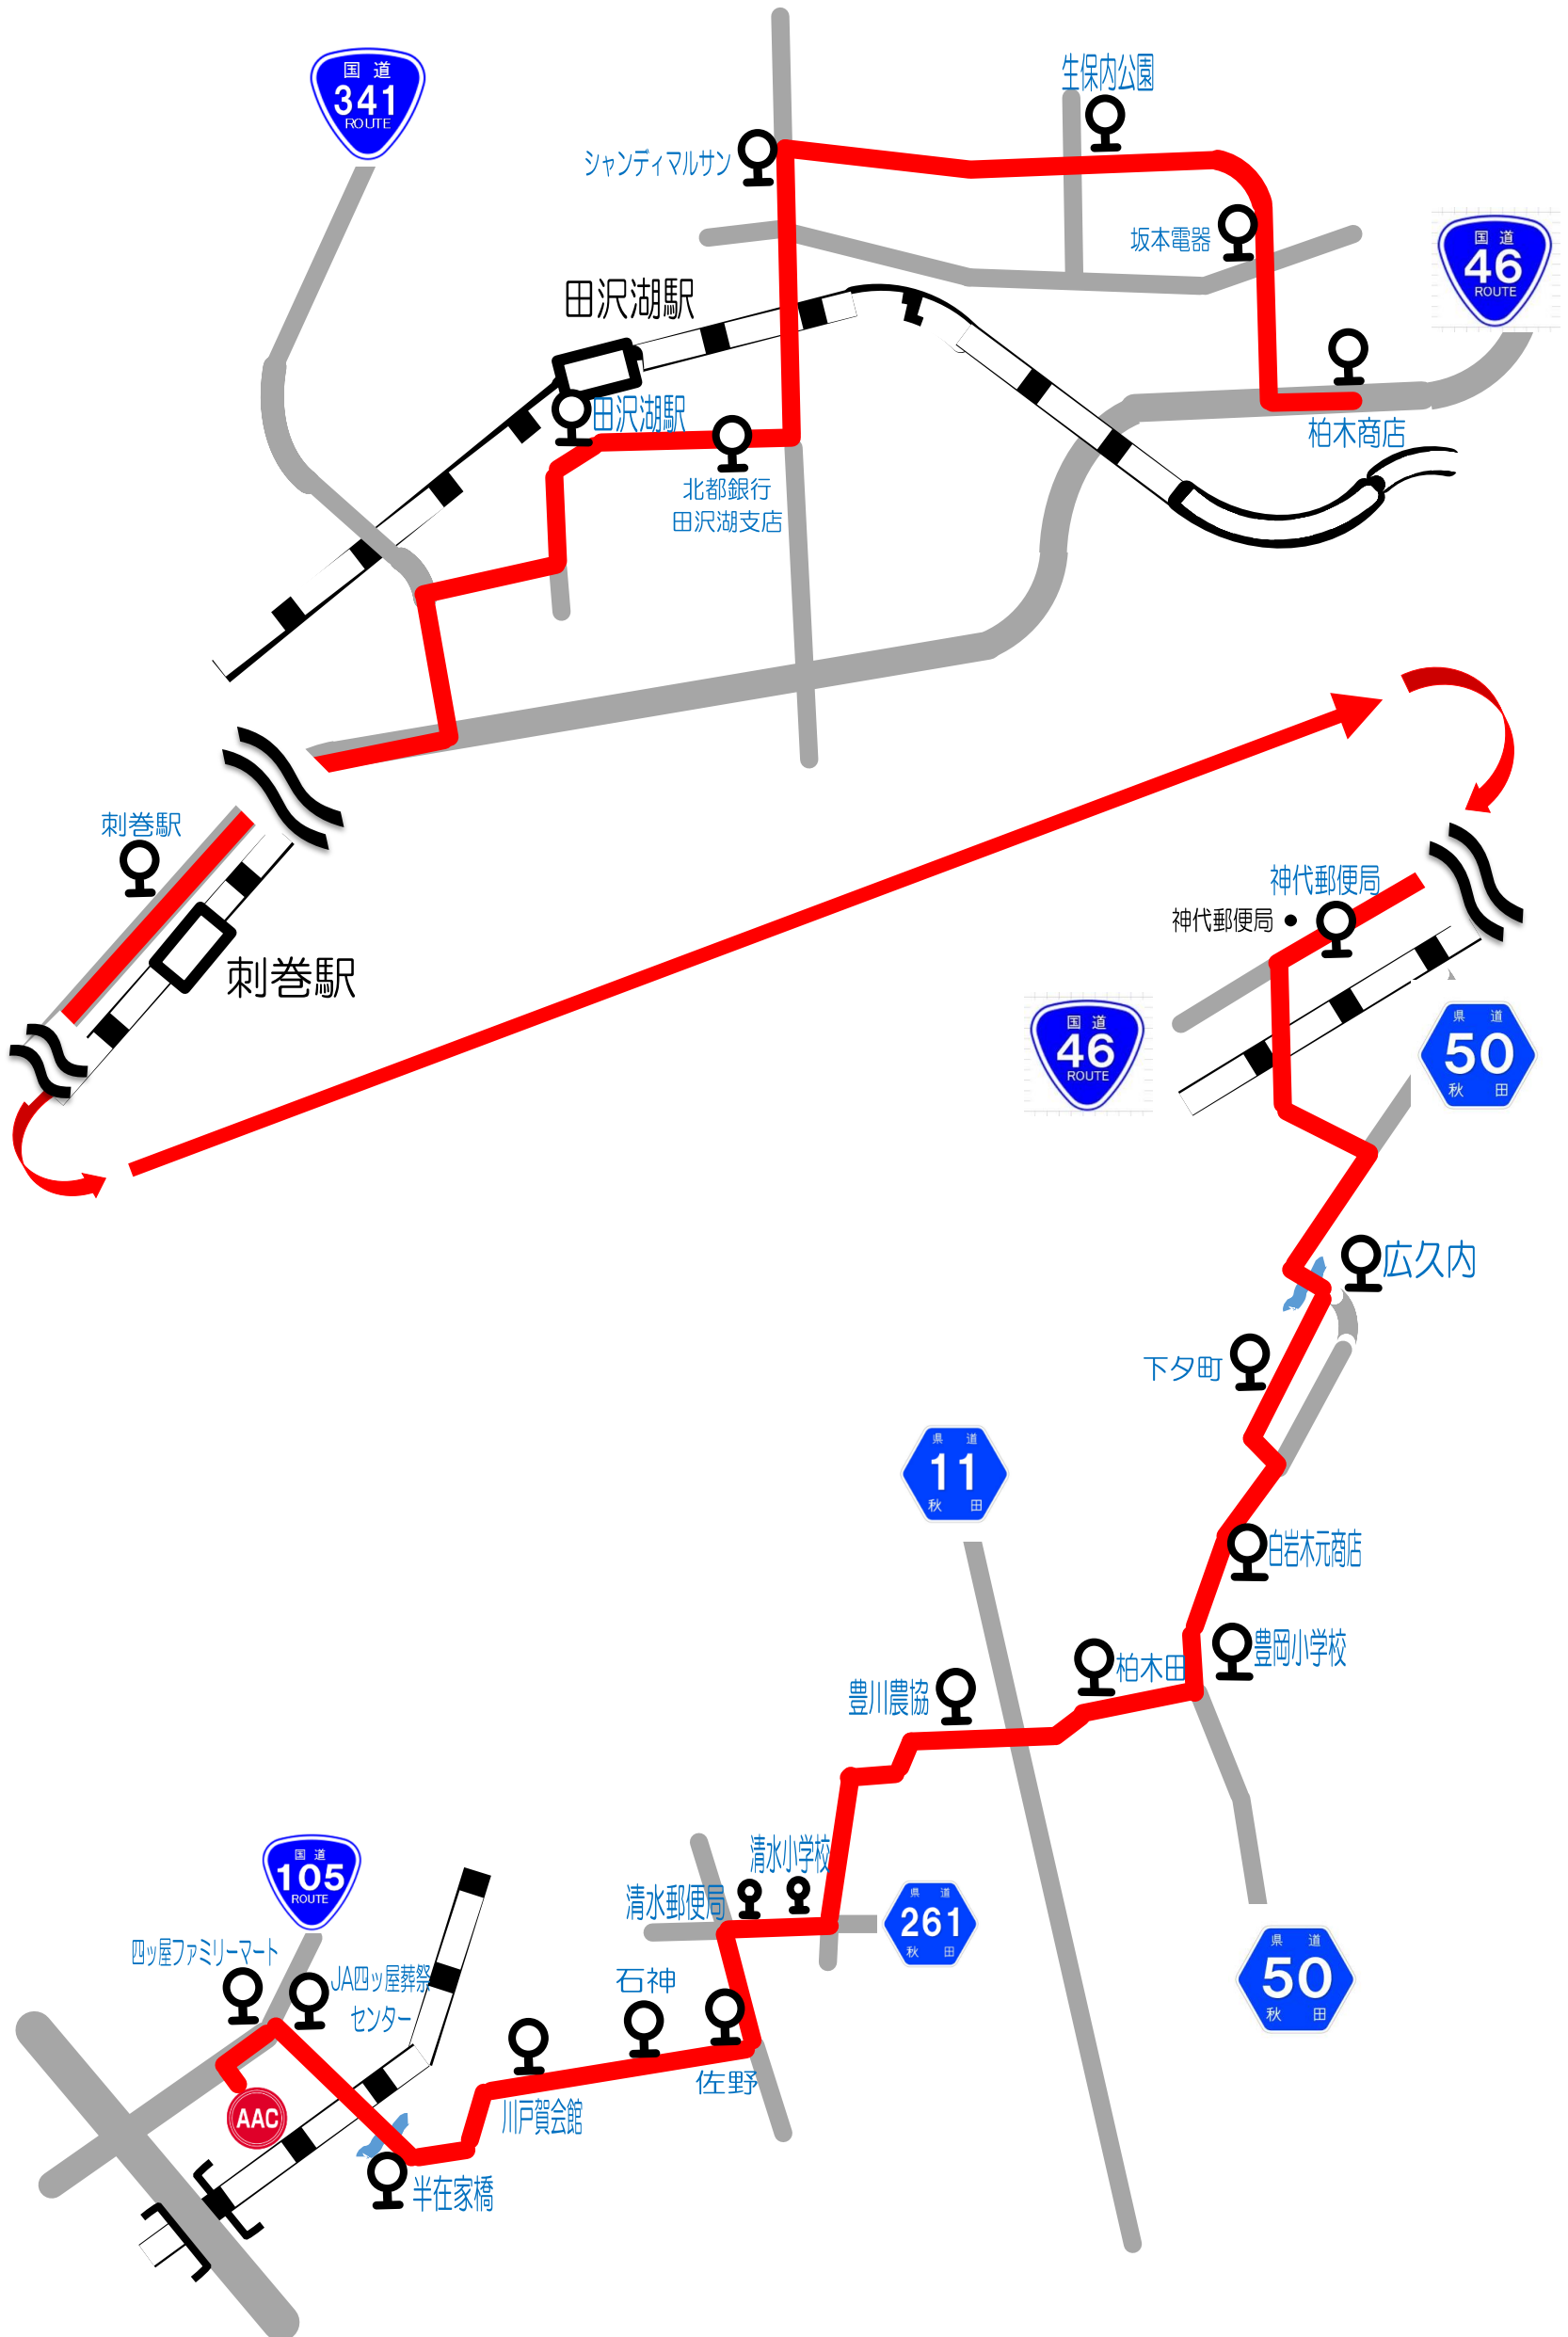 国道
341
ROUTE
生保内公園
シャンディマルサン
坂本電器
国道
46
ROUTE
田沢湖駅
田沢湖駅
柏木商店
北都銀行
田沢湖支店
刺巻駅
刺巻駅
神代郵便局
神代郵便局・
国道
46
ROUTE
県道
50
秋田
広久内
下夕町
県道
11
秋田
白岩木元商店
豊岡小学校
柏木田
豊川農協
清水小学校
清水郵便局
県道
261
秋田
国道
105
ROUTE
四ッ屋ファミリーマート
JA四ッ屋葬祭
センター
石神
県道
50
秋田
佐野
川戸賀会館
AAC
半在家橋